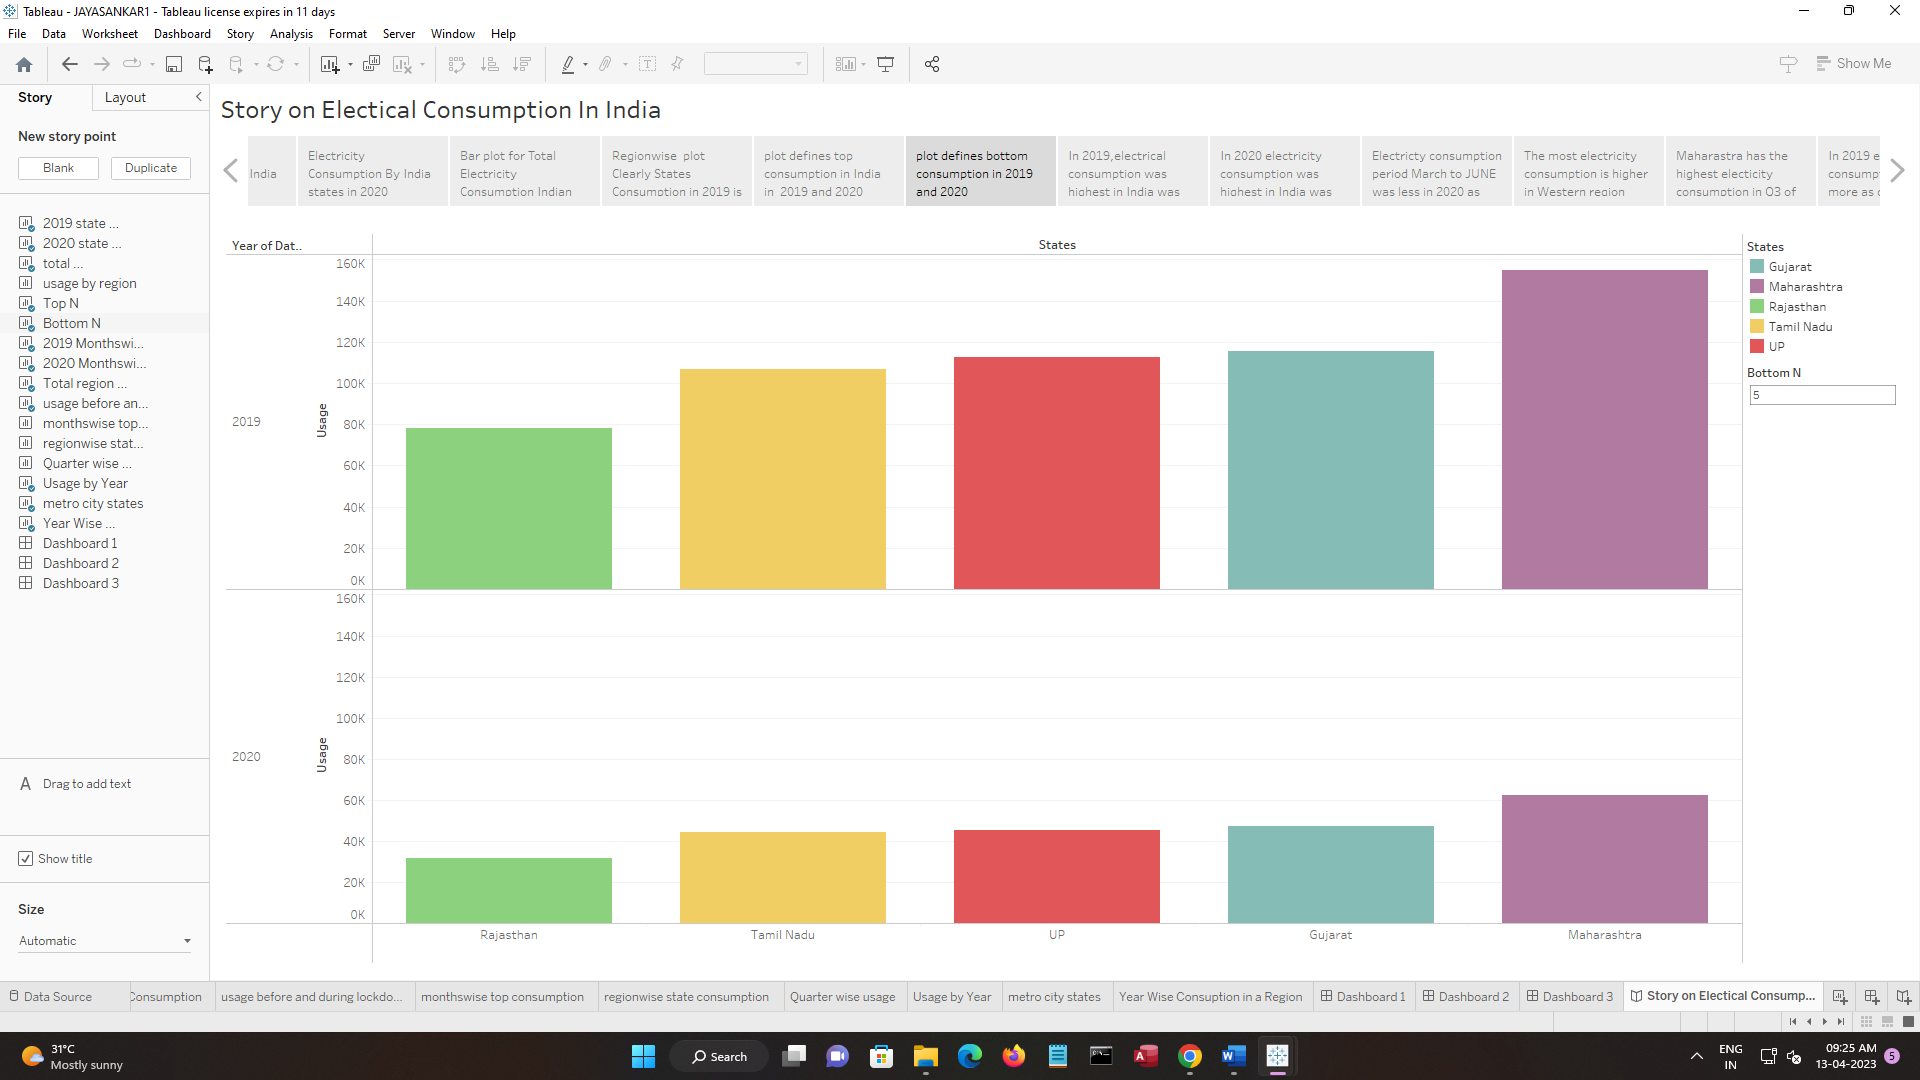 Tableau - JAYASANKAR1 - Tableau license expires in 11 days
File Data Worksheet Dashboard Story Analysis Format Server Window Help
Show Me
Story Layout
New story point
Blank Duplicate
2019 state ...
2020 state ...
total ...
usage by region
Top N
Bottom N
2019 Monthswi...
2020 Monthswi...
Total region ...
usage before an...
monthswise top...
regionwise stat...
Quarter wise ...
Usage by Year
metro city states
Year Wise ...
Dashboard 1
Dashboard 2
Dashboard 3
A Drag to add text
Show title
Size
Automatic
Story on Electical Consumption In India
India
Electricity
Consumption By India
states in 2020
Bar plot for Total
Electricity
Consumption Indian
Regionwise plot
Clearly States
Consumption in 2019 is
plot defines top
consumption in India
in 2019 and 2020
plot defines bottom
consumption in 2019
and 2020
In 2019,electrical
consumption was
highest in India was
In 2020 electricity
consumption was
highest in India was
Electricty consumption
period March to JUNE
was less in 2020 as
The most electricity
consumption is higher
in Western region
Maharastra has the
highest electicity
consumption in Q3 of
In 2019 e
consump
more as
Year of Dat..
States
160K
140K
120K
100K
80K
60K
40K
20K
0K
Usage
2019
160K
140K
120K
100K
80K
60K
40K
20K
0K
Usage
2020
Rajasthan Tamil Nadu UP Gujarat Maharashtra
States
Gujarat
Maharashtra
Rajasthan
Tamil Nadu
UP
Bottom N
5
Data Source Consumption usage before and during lockdo... monthswise top consumption regionwise state consumption Quarter wise usage Usage by Year metro city states Year Wise Consuption in a Region Dashboard 1 Dashboard 2 Dashboard 3 Story on Electical Consump...
31°C
Mostly sunny
Search
ENG
IN
09:25 AM
13-04-2023
5